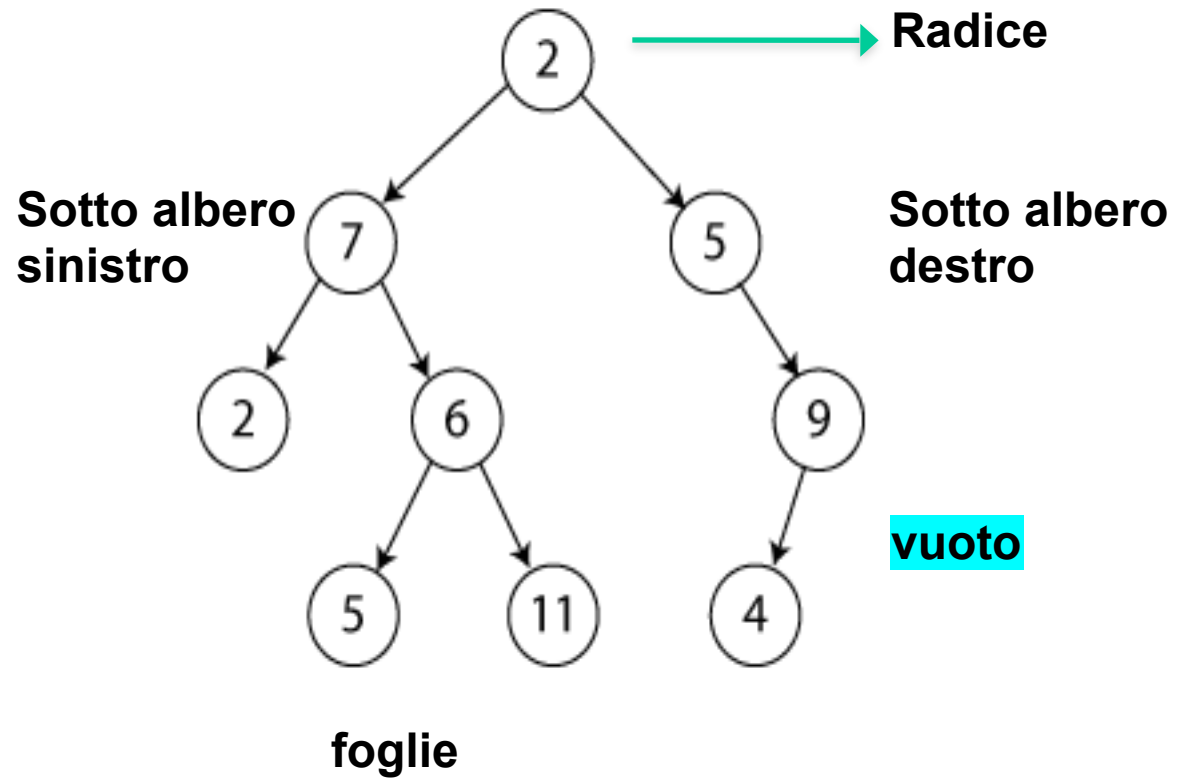 2
Radice
Sotto albero
sinistro
7
5
Sotto albero
destro
2
6
9
vuoto
5
11
4
foglie